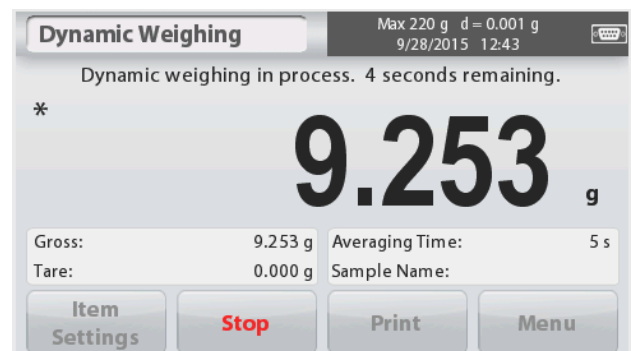 Dynamic Weighing
Max 220 g d = 0.001 g
9/28/2015 12:43
Dynamic weighing in process. 4 seconds remaining.
*
9.253 g
Gross: 9.253 g
Tare: 0.000 g
Averaging Time: 5 s
Sample Name:
Item
Settings
Stop
Print
Menu